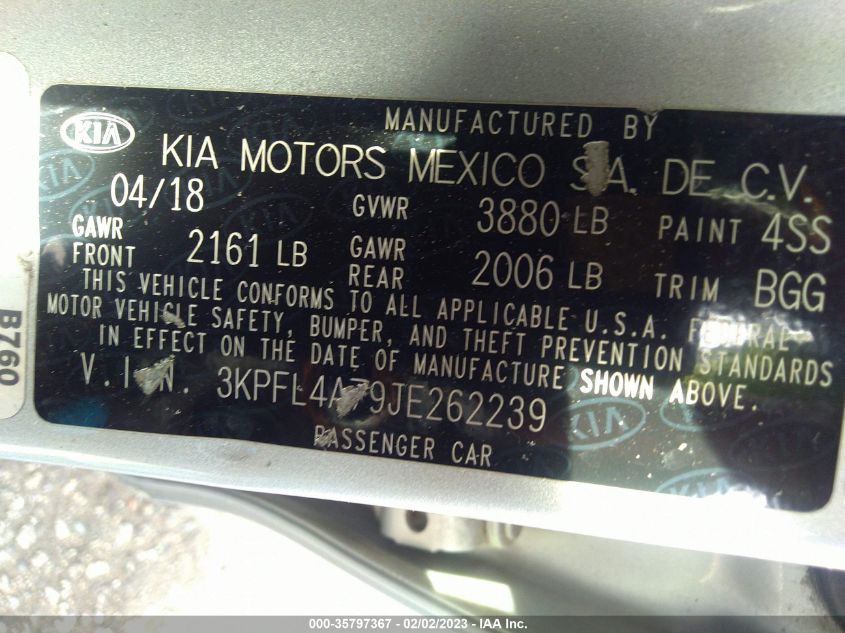 KIA
MANUFACTURED BY
KIA MOTORS MEXICO S.A. DE C.V.
04/18 GVWR 3880 LB PAINT 4SS
GAWR FRONT 2161 LB GAWR REAR 2006 LB TRIM BGG
THIS VEHICLE CONFORMS TO ALL APPLICABLE U.S.A. FEDERAL
MOTOR VEHICLE SAFETY, BUMPER, AND THEFT PREVENTION STANDARDS
IN EFFECT ON THE DATE OF MANUFACTURE SHOWN ABOVE.
V.I.N. 3KPFL4A79JE262239
PASSENGER CAR
KIA
B760
000-35797367 - 02/02/2023 - IAA Inc.